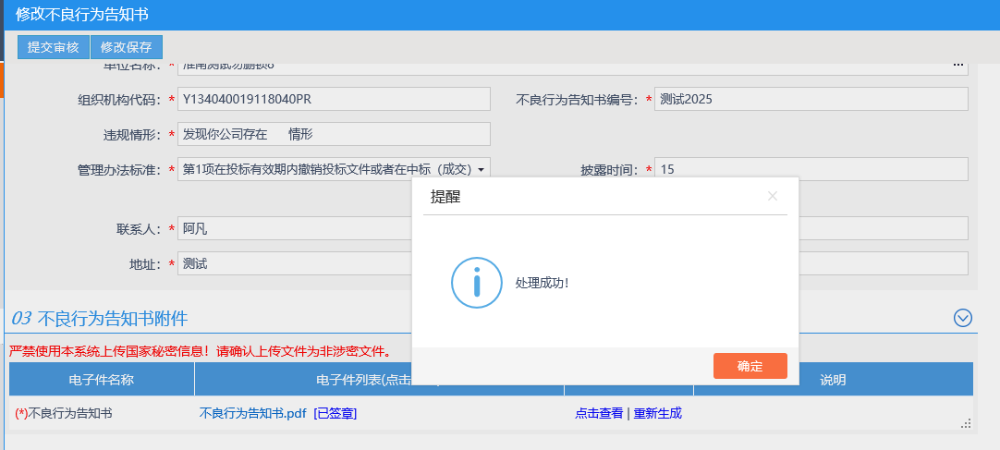 修改不良行为告知书
提交审核 修改保存
组织机构代码：* Y134040019118040PR 不良行为告知书编号：* 测试2025
违规情形：* 发现你公司存在 情形
管理办法标准：* 第1项在投标有效期内撤销投标文件或者在中标（成交） 披露时间：* 15
提醒
联系人：* 阿凡
地址：* 测试
处理成功！
03 不良行为告知书附件
严禁使用本系统上传国家秘密信息！请确认上传文件为非涉密文件。
确定
电子件名称 电子件列表(点击 说明
(*)不良行为告知书 不良行为告知书.pdf [已签章] 点击查看 | 重新生成